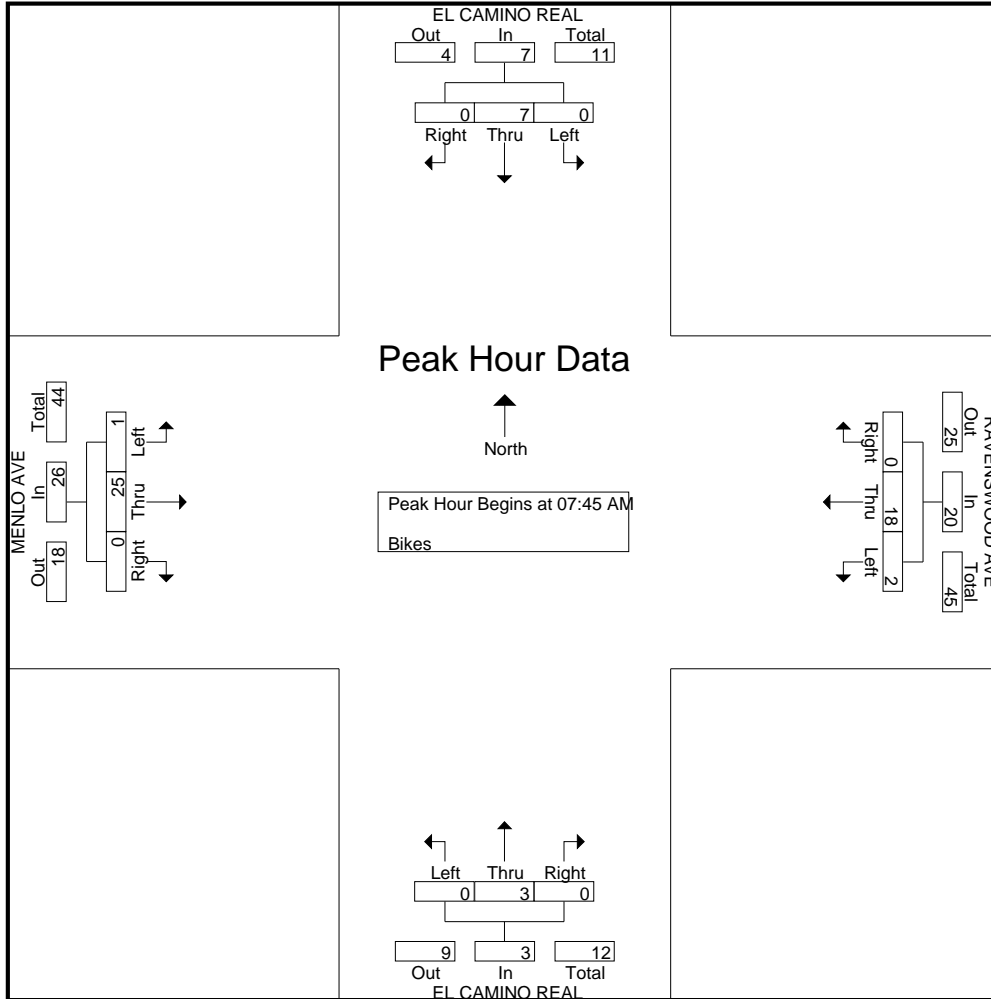 EL CAMINO REAL
Out In Total
4 7 11
0 7 0
Right Thru Left
Peak Hour Data
North
Peak Hour Begins at 07:45 AM
Bikes
MENLO AVE
Out In Total
18 26 44
1 25 0
Left Thru Right
RAVENSWOOD AVE
Out In Total
25 20 45
0 18 2
Right Thru Left
Left Thru Right
0 3 0
9 3 12
Out In Total
EL CAMINO REAL